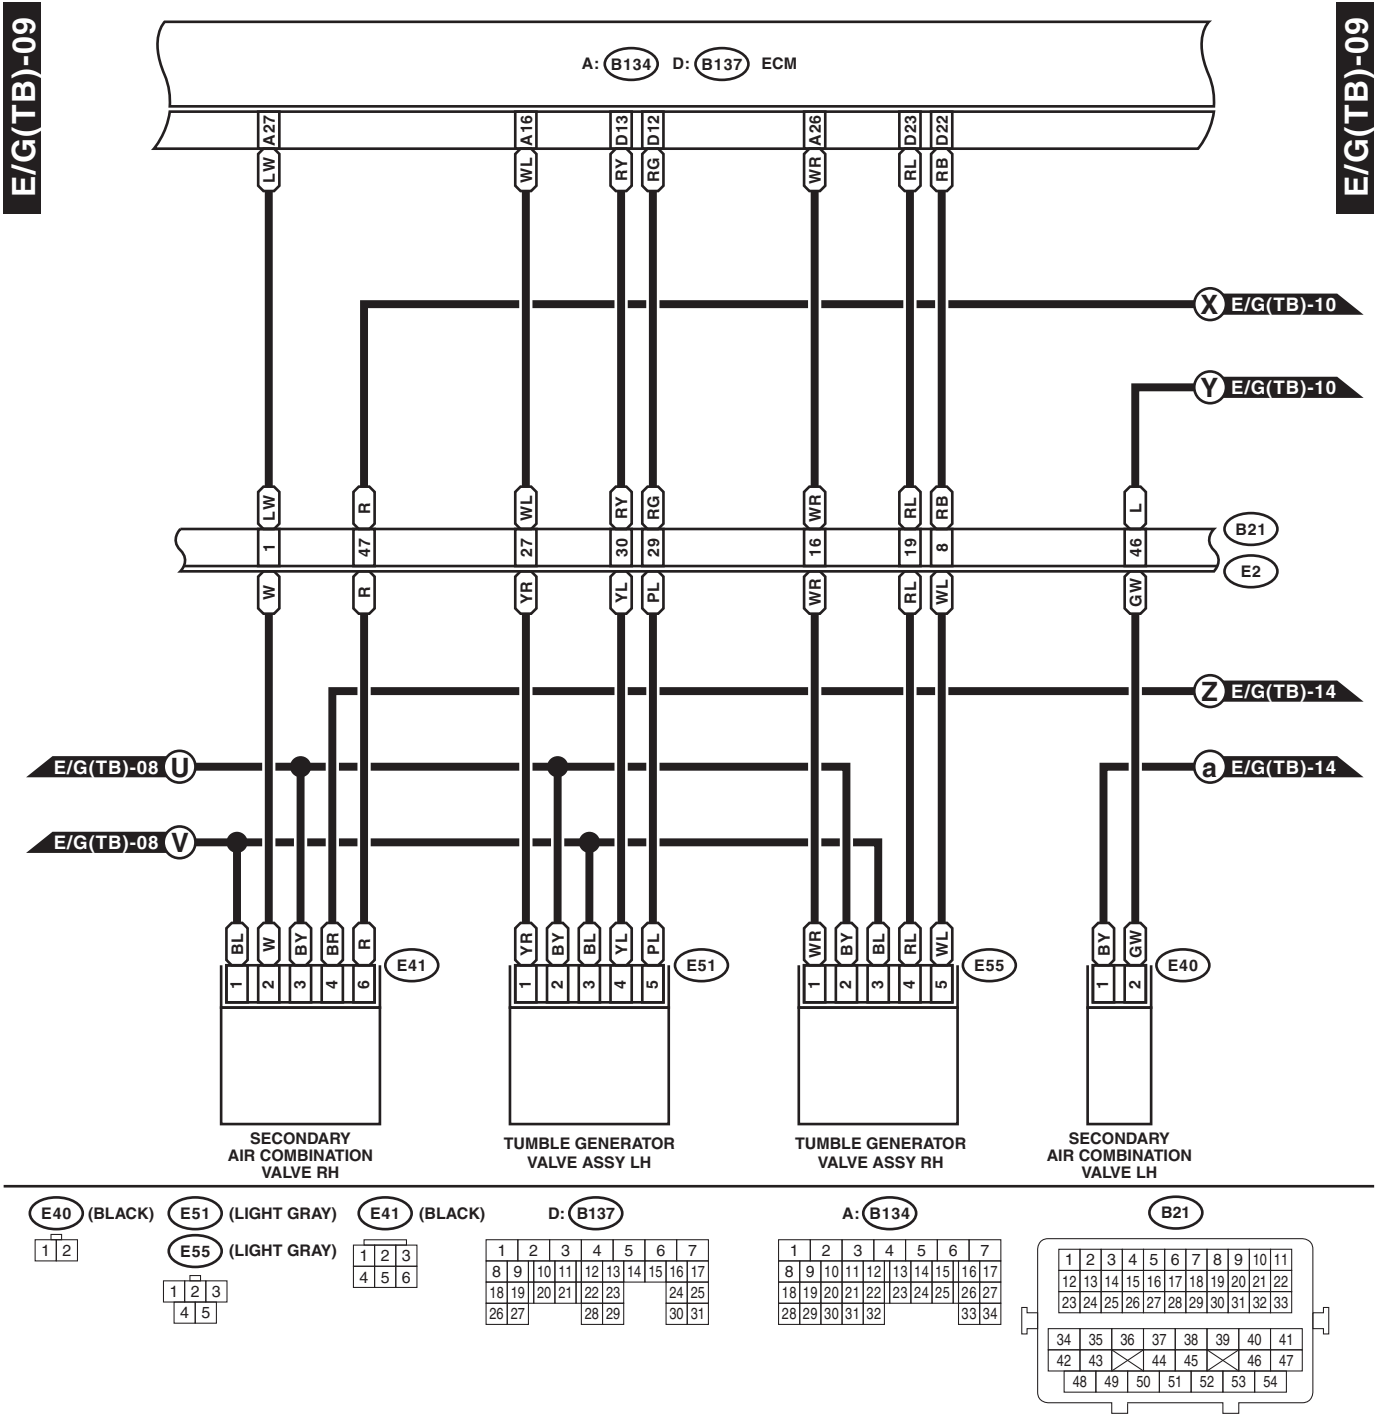 E/G(TB)-09
E/G(TB)-09
A: B134 D: B137 ECM
A27 A16 D13 D12 A26 D23 D22
LW WL RY RG WR RL RB
X E/G(TB)-10
Y E/G(TB)-10
LW R WL RY RG WR RL RB L
1 47 27 30 29 16 19 8 46
B21
E2
W R YR YL PL WR RL WL GW
Z E/G(TB)-14
E/G(TB)-08 U
a E/G(TB)-14
E/G(TB)-08 V
BL W BY BR R YR BY BL YL PL WR BY BL RL WL BY GW
E41 E51 E55 E40
1 2 3 4 6 1 2 3 4 5 1 2 3 4 5 1 2
SECONDARY
AIR COMBINATION
VALVE RH
TUMBLE GENERATOR
VALVE ASSY LH
TUMBLE GENERATOR
VALVE ASSY RH
SECONDARY
AIR COMBINATION
VALVE LH
E40 (BLACK)
1 2
E51 (LIGHT GRAY)
E55 (LIGHT GRAY)
1 2 3
4 5
E41 (BLACK)
1 2 3
4 5 6
D: B137
1 2 3 4 5 6 7
8 9 10 11 12 13 14 15 16 17
18 19 20 21 22 23 24 25
26 27 28 29 30 31
A: B134
1 2 3 4 5 6 7
8 9 10 11 12 13 14 15 16 17
18 19 20 21 22 23 24 25 26 27
28 29 30 31 32 33 34
B21
1 2 3 4 5 6 7 8 9 10 11
12 13 14 15 16 17 18 19 20 21 22
23 24 25 26 27 28 29 30 31 32 33
34 35 36 37 38 39 40 41
42 43 44 45 46 47
48 49 50 51 52 53 54